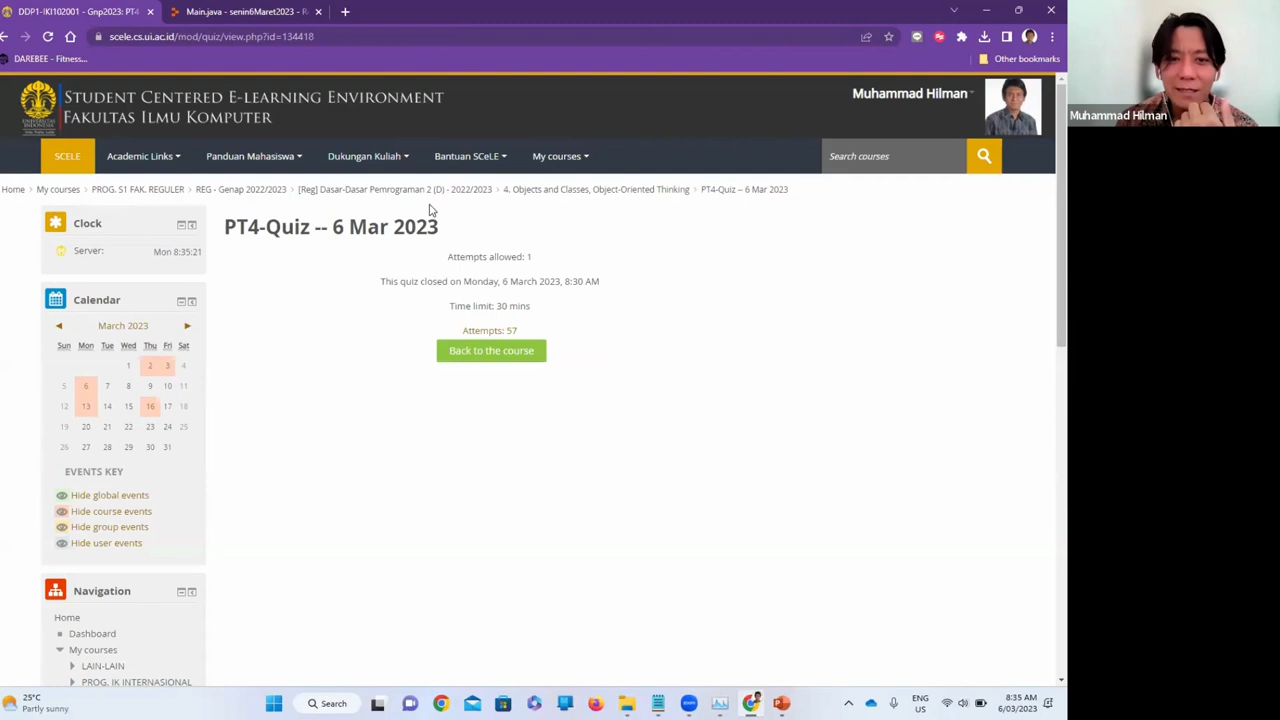 DDP1-IKI102001 - Gnp2023: PT4
Main.java - senin6Maret2023 - R
scele.cs.ui.ac.id/mod/quiz/view.php?id=134418
DAREBEE - Fitness...
Other bookmarks
STUDENT CENTERED E-LEARNING ENVIRONMENT
FAKULTAS ILMU KOMPUTER
Muhammad Hilman
Muhammad Hilman
SCELE
Academic Links
Panduan Mahasiswa
Dukungan Kuliah
Bantuan SCeLE
My courses
Search courses
Home
My courses
PROG. S1 FAK. REGULER
REG - Genap 2022/2023
[Reg] Dasar-Dasar Pemrograman 2 (D) - 2022/2023
4. Objects and Classes, Object-Oriented Thinking
PT4-Quiz -- 6 Mar 2023
Clock
Server:
Mon 8:35:21
PT4-Quiz -- 6 Mar 2023
Attempts allowed: 1
This quiz closed on Monday, 6 March 2023, 8:30 AM
Time limit: 30 mins
Attempts: 57
Back to the course
Calendar
March 2023
Sun Mon Tue Wed Thu Fri Sat
1 2 3 4
5 6 7 8 9 10 11
12 13 14 15 16 17 18
19 20 21 22 23 24 25
26 27 28 29 30 31
EVENTS KEY
Hide global events
Hide course events
Hide group events
Hide user events
Navigation
Home
Dashboard
My courses
LAIN-LAIN
PROG. IK INTERNASIONAL
25°C
Partly sunny
Search
ENG
US
8:35 AM
6/03/2023